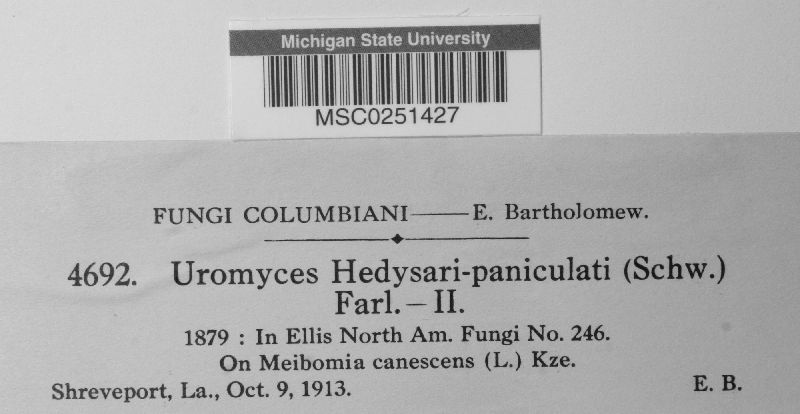 Michigan State University
MSC0251427
FUNGI COLUMBIANI—E. Bartholomew.
4692. Uromyces Hedysari-paniculati (Schw.)
Farl.—II.
1879 : In Ellis North Am. Fungi No. 246.
On Meibomia canescens (L.) Kze.
Shreveport, La., Oct. 9, 1913. E. B.